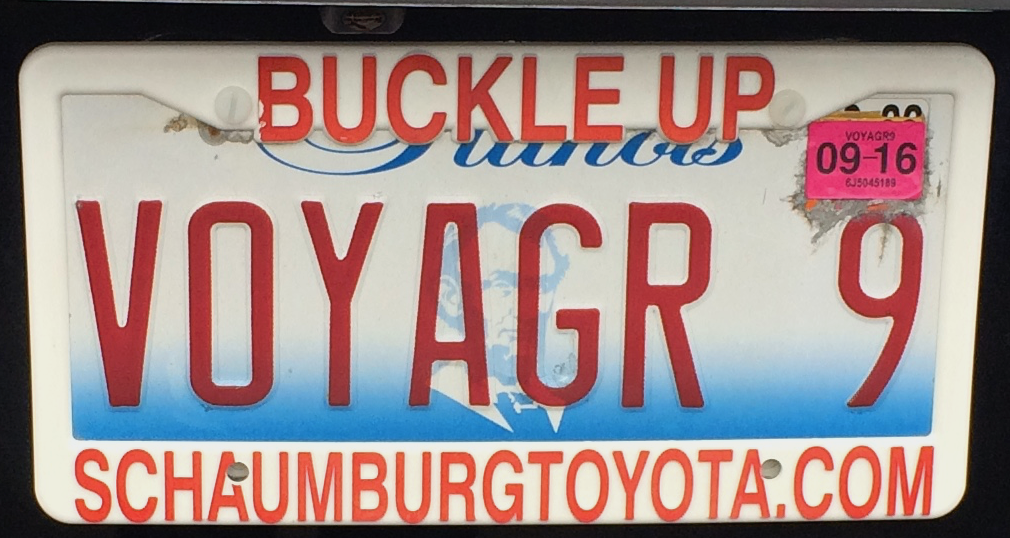 BUCKLE UP
Illinois
VOYAGR9
09-16
6J5045189
VOYAGR 9
SCHAUMBURGTOYOTA.COM